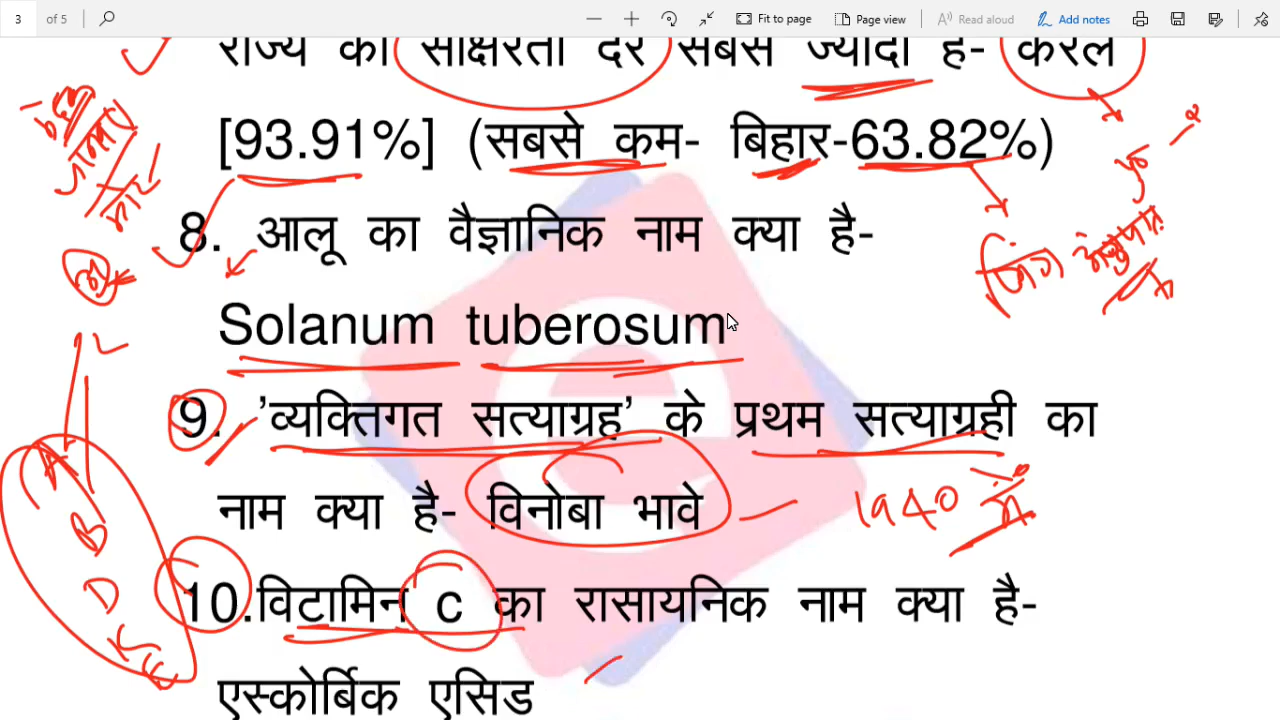 3 of 5 Fit to page Page view Read aloud Add notes
राज्य की साक्षरता दर सबसे ज्यादा है- केरल
[93.91%] (सबसे कम- बिहार-63.82%)
8. आलू का वैज्ञानिक नाम क्या है-
Solanum tuberosum
9. 'व्यक्तिगत सत्याग्रह' के प्रथम सत्याग्रही का
नाम क्या है- विनोबा भावे 1940 में
10.विटामिन c का रासायनिक नाम क्या है-
एस्कोर्बिक एसिड
A
B
D
K
E